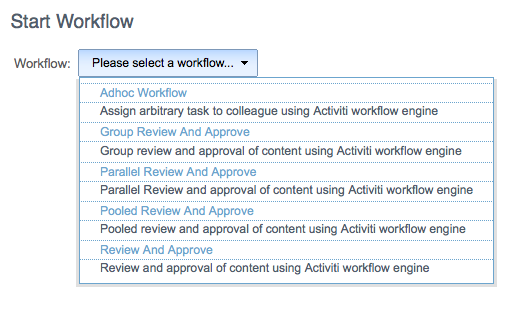 Start Workflow
Workflow: Please select a workflow...
Adhoc Workflow
Assign arbitrary task to colleague using Activiti workflow engine
Group Review And Approve
Group review and approval of content using Activiti workflow engine
Parallel Review And Approve
Parallel Review and approval of content using Activiti workflow engine
Pooled Review And Approve
Pooled review and approval of content using Activiti workflow engine
Review And Approve
Review and approval of content using Activiti workflow engine